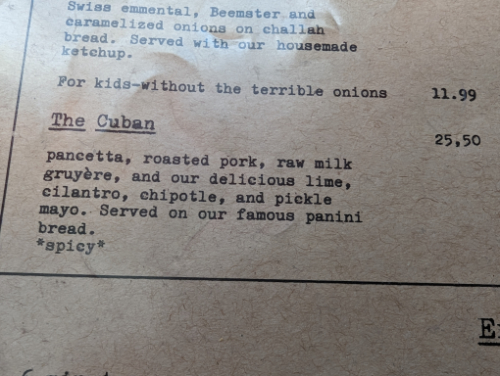 Swiss emmental, Beemster and
caramelized onions on challah
bread. Served with our housemade
ketchup.
For kids-without the terrible onions 11.99
The Cuban 25,50
pancetta, roasted pork, raw milk
gruyère, and our delicious lime,
cilantro, chipotle, and pickle
mayo. Served on our famous panini
bread.
*spicy*